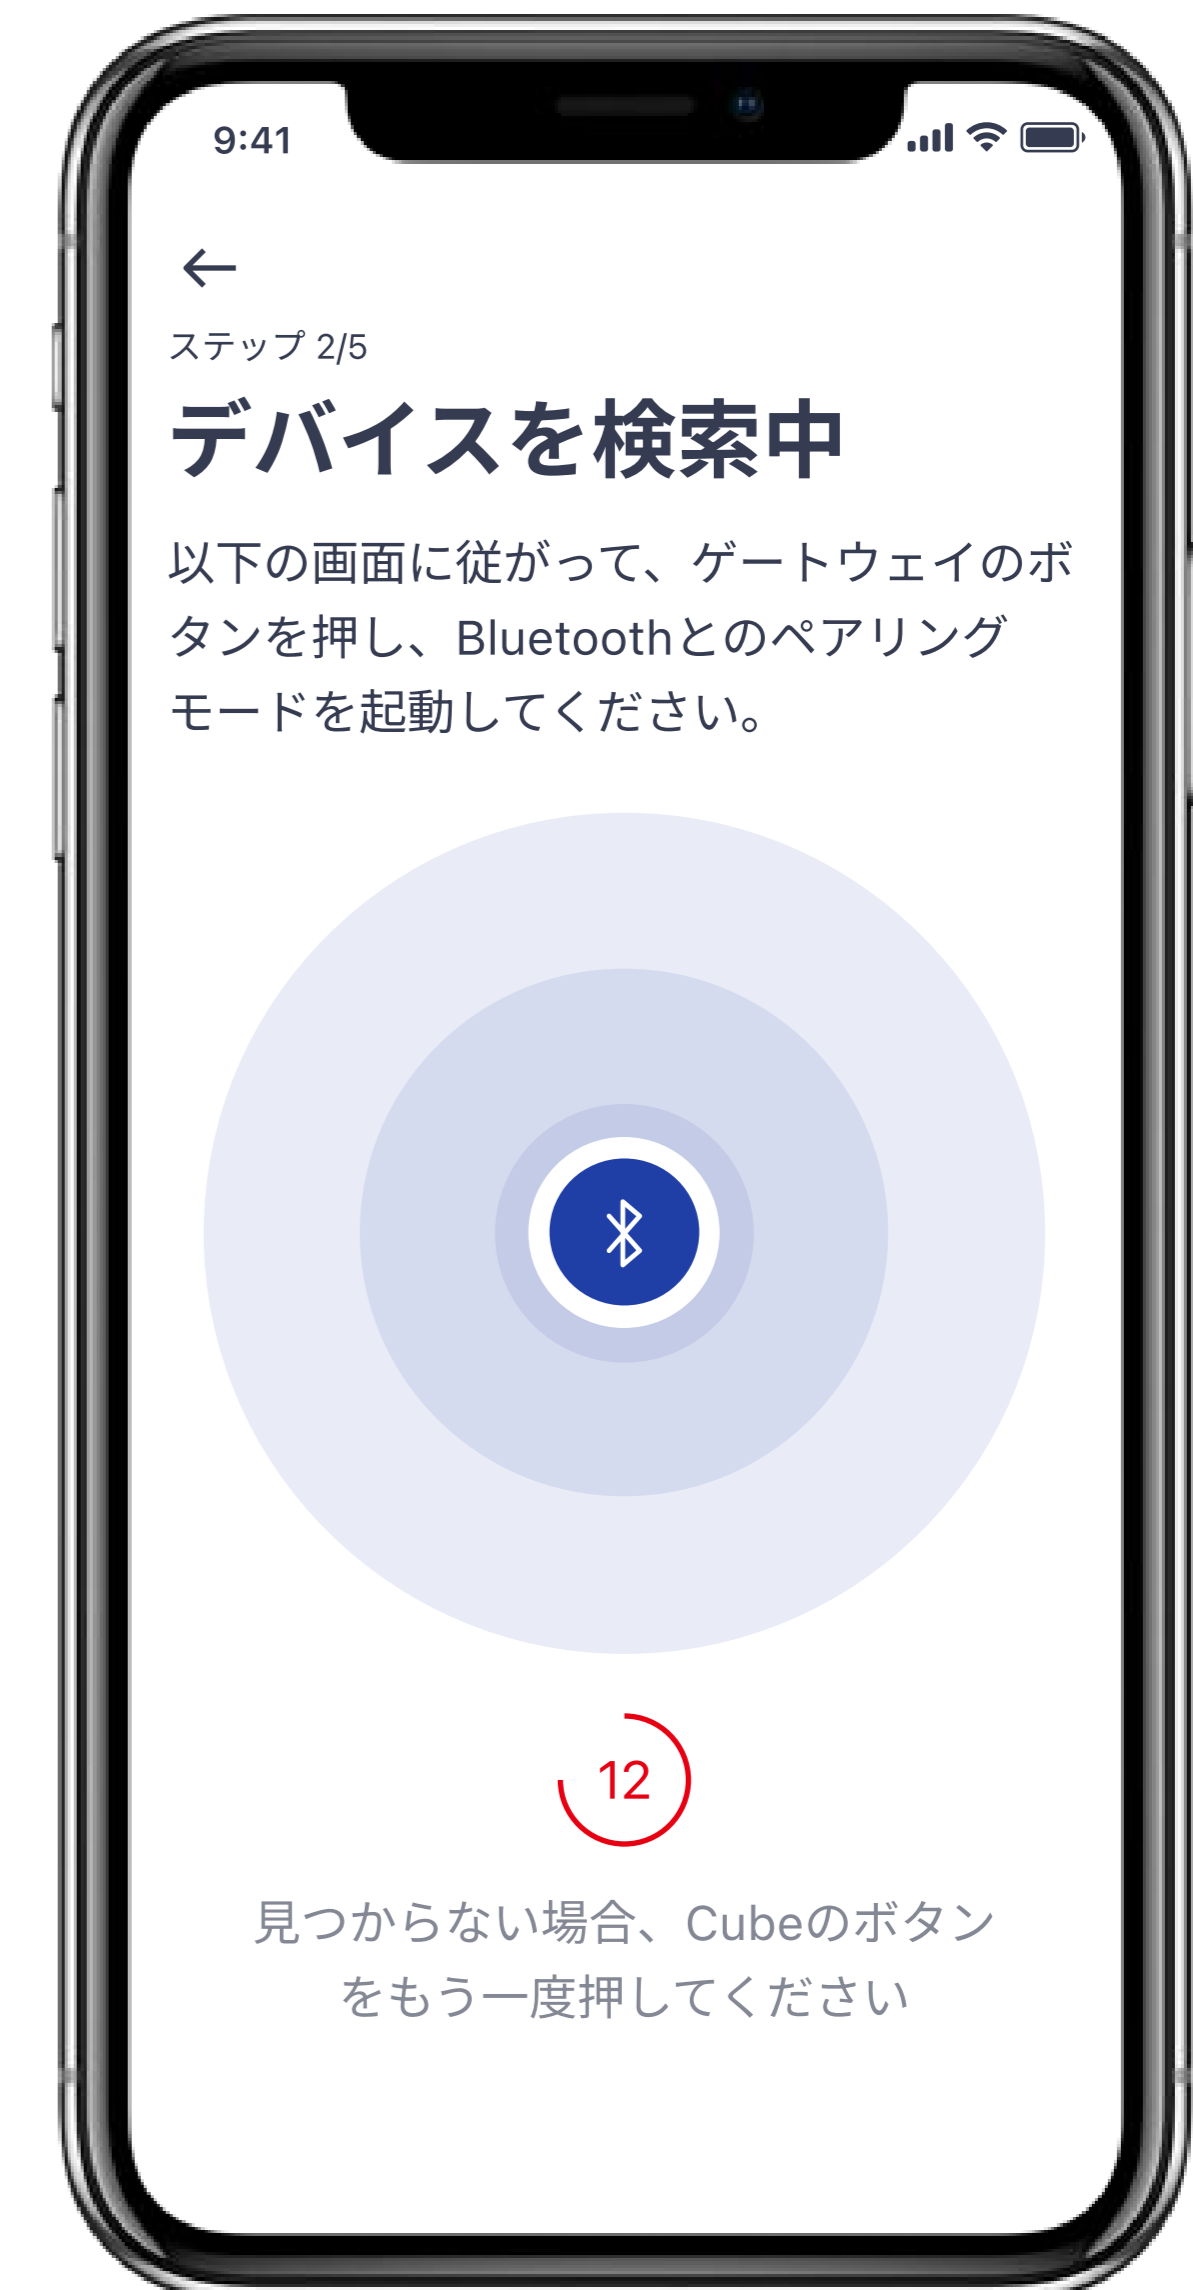 9:41
ステップ 2/5
デバイスを検索中
以下の画面に従がって、ゲートウェイのボ
タンを押し、Bluetoothとのペアリング
モードを起動してください。
12
見つからない場合、Cubeのボタン
をもう一度押してください